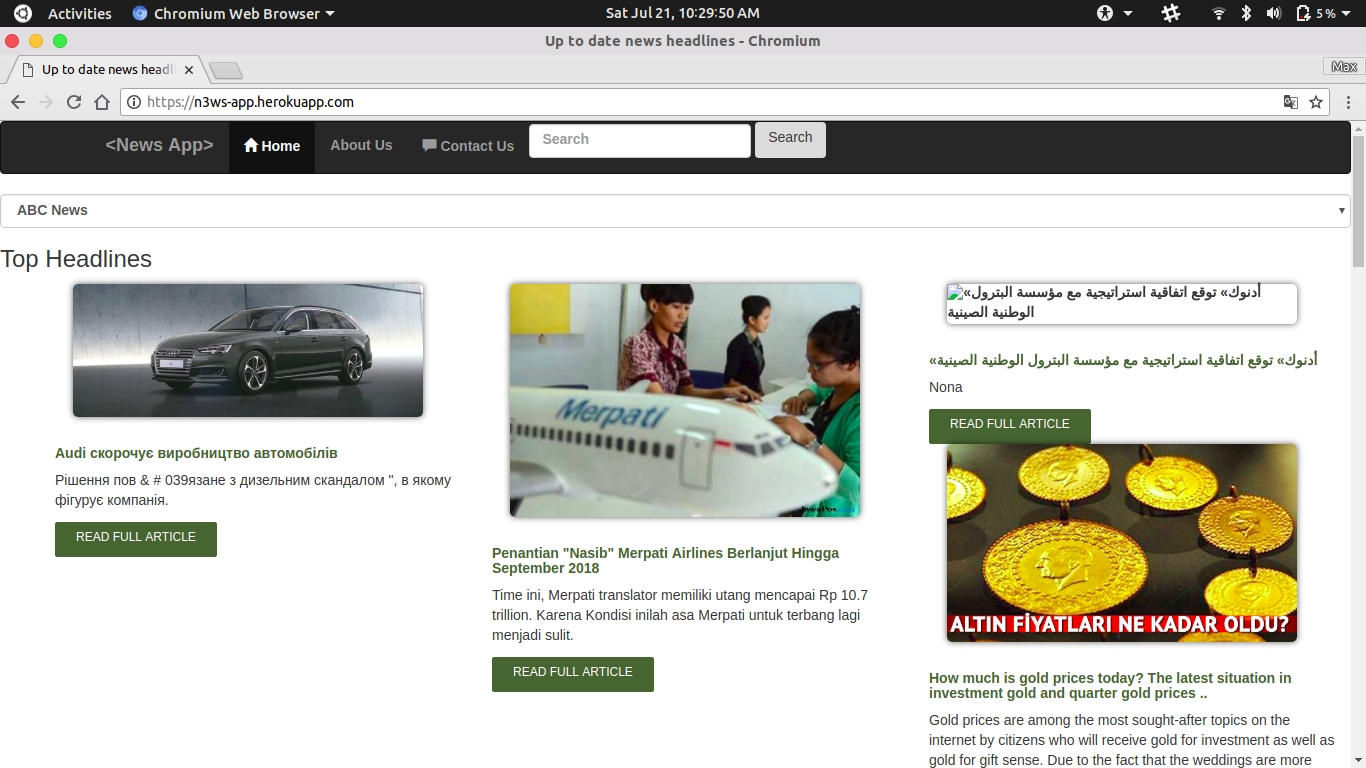 Activities
Chromium Web Browser
Sat Jul 21, 10:29:50 AM
5 %
Up to date news headlines - Chromium
Up to date news headl
Max
https://n3ws-app.herokuapp.com
<News App>
Home
About Us
Contact Us
Search
Search
ABC News
Top Headlines
Audi скорочує виробництво автомобілів
Рішення пов & # 039язане з дизельним скандалом ", в якому
фігурує компанія.
READ FULL ARTICLE
Merpati
JawaPos.com
Penantian "Nasib" Merpati Airlines Berlanjut Hingga
September 2018
Time ini, Merpati translator memiliki utang mencapai Rp 10.7
trillion. Karena Kondisi inilah asa Merpati untuk terbang lagi
menjadi sulit.
READ FULL ARTICLE
«أدنوك» توقع اتفاقية استراتيجية مع مؤسسة البترول
الوطنية الصينية
«أدنوك» توقع اتفاقية استراتيجية مع مؤسسة البترول الوطنية الصينية
Nona
READ FULL ARTICLE
ALTIN FİYATLARI NE KADAR OLDU?
How much is gold prices today? The latest situation in
investment gold and quarter gold prices ..
Gold prices are among the most sought-after topics on the
internet by citizens who will receive gold for investment as well as
gold for gift sense. Due to the fact that the weddings are more